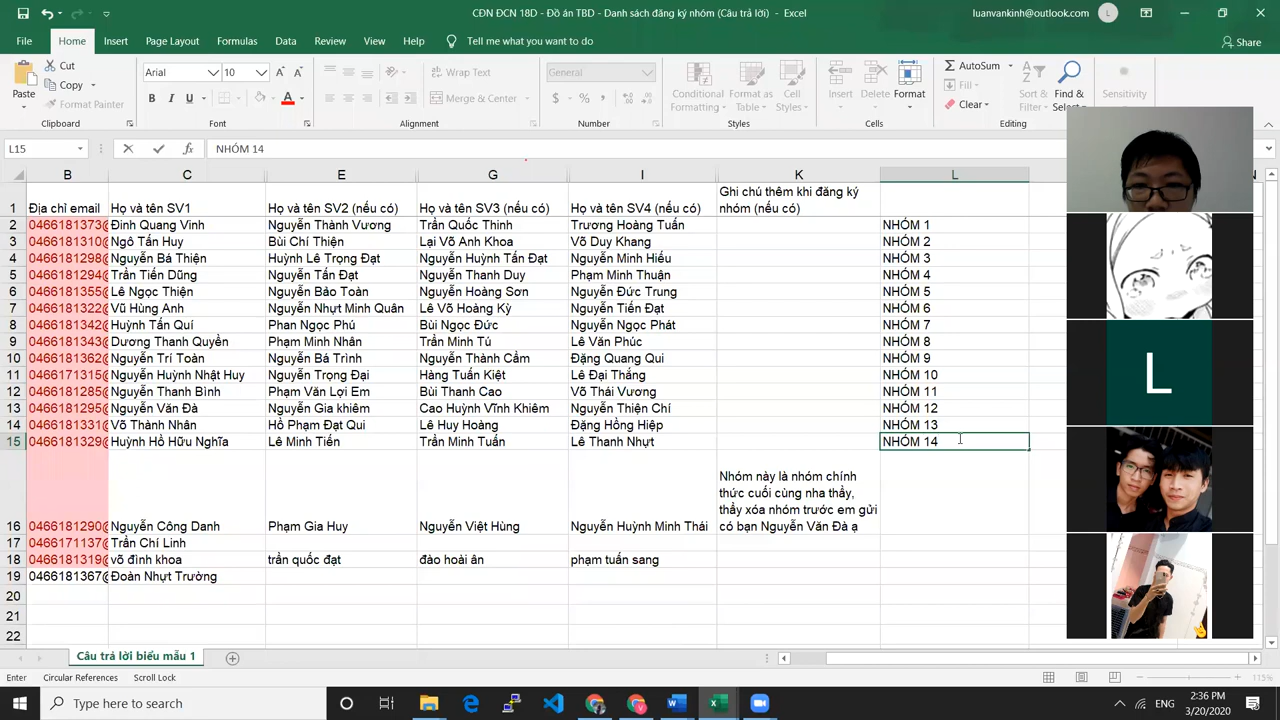 CĐN ĐCN 18D - Đồ án TBD - Danh sách đăng ký nhóm (Câu trả lời) - Excel
luanvankinh@outlook.com L
File Home Insert Page Layout Formulas Data Review View Help Tell me what you want to do Share
Paste Cut Copy Format Painter Clipboard
Arial 10 B I U Font
Wrap Text Merge & Center Alignment
General $ % , Number
Conditional Formatting Format as Table Cell Styles Styles
Insert Delete Format Cells
AutoSum Fill Clear Sort & Filter Find & Select Editing
Sensitivity
L15 fx NHÓM 14
B C E G I K L N
1 Địa chỉ email Họ và tên SV1 Họ và tên SV2 (nếu có) Họ và tên SV3 (nếu có) Họ và tên SV4 (nếu có) Ghi chú thêm khi đăng ký nhóm (nếu có)
2 0466181373@ Đinh Quang Vinh Nguyễn Thành Vương Trần Quốc Thinh Trương Hoàng Tuấn NHÓM 1
3 0466181310@ Ngô Tấn Huy Bùi Chí Thiện Lại Võ Anh Khoa Võ Duy Khang NHÓM 2
4 0466181298@ Nguyễn Bá Thiện Huỳnh Lê Trọng Đạt Nguyễn Huỳnh Tấn Đạt Nguyễn Minh Hiếu NHÓM 3
5 0466181294@ Trần Tiến Dũng Nguyễn Tấn Đạt Nguyễn Thanh Duy Phạm Minh Thuận NHÓM 4
6 0466181355@ Lê Ngọc Thiện Nguyễn Bảo Toàn Nguyễn Hoàng Sơn Nguyễn Đức Trung NHÓM 5
7 0466181322@ Vũ Hùng Anh Nguyễn Nhựt Minh Quân Lê Võ Hoàng Kỳ Nguyễn Tiến Đạt NHÓM 6
8 0466181342@ Huỳnh Tấn Quí Phan Ngọc Phú Bùi Ngọc Đức Nguyễn Ngọc Phát NHÓM 7
9 0466181343@ Dương Thanh Quyền Phạm Minh Nhân Trần Minh Tú Lê Văn Phúc NHÓM 8
10 0466181362@ Nguyễn Trí Toàn Nguyễn Bá Trình Nguyễn Thành Cầm Đặng Quang Qui NHÓM 9
11 0466171315@ Nguyễn Huỳnh Nhật Huy Nguyễn Trọng Đại Hàng Tuấn Kiệt Lê Đại Thắng NHÓM 10
12 0466181285@ Nguyễn Thanh Bình Phạm Văn Lợi Em Bùi Thanh Cao Võ Thái Vương NHÓM 11
13 0466181295@ Nguyễn Văn Đà Nguyễn Gia khiêm Cao Huỳnh Vĩnh Khiêm Nguyễn Thiện Chí NHÓM 12
14 0466181331@ Võ Thành Nhân Hồ Phạm Đạt Qui Lê Huy Hoàng Đặng Hồng Hiệp NHÓM 13
15 0466181329@ Huỳnh Hồ Hữu Nghĩa Lê Minh Tiến Trần Minh Tuấn Lê Thanh Nhựt NHÓM 14
Nhóm này là nhóm chính
thức cuối cùng nha thầy,
thầy xóa nhóm trước em gửi
16 0466181290@ Nguyễn Công Danh Phạm Gia Huy Nguyễn Việt Hùng Nguyễn Huỳnh Minh Thái có bạn Nguyễn Văn Đà ạ
17 0466171137@ Trần Chí Linh
18 0466181319@ võ đình khoa trần quốc đạt đào hoài ân phạm tuấn sang
19 0466181367@ Đoàn Nhựt Trường
20
21
22
L
Câu trả lời biểu mẫu 1
Enter Circular References Scroll Lock 115%
Type here to search ENG 2:36 PM
3/20/2020